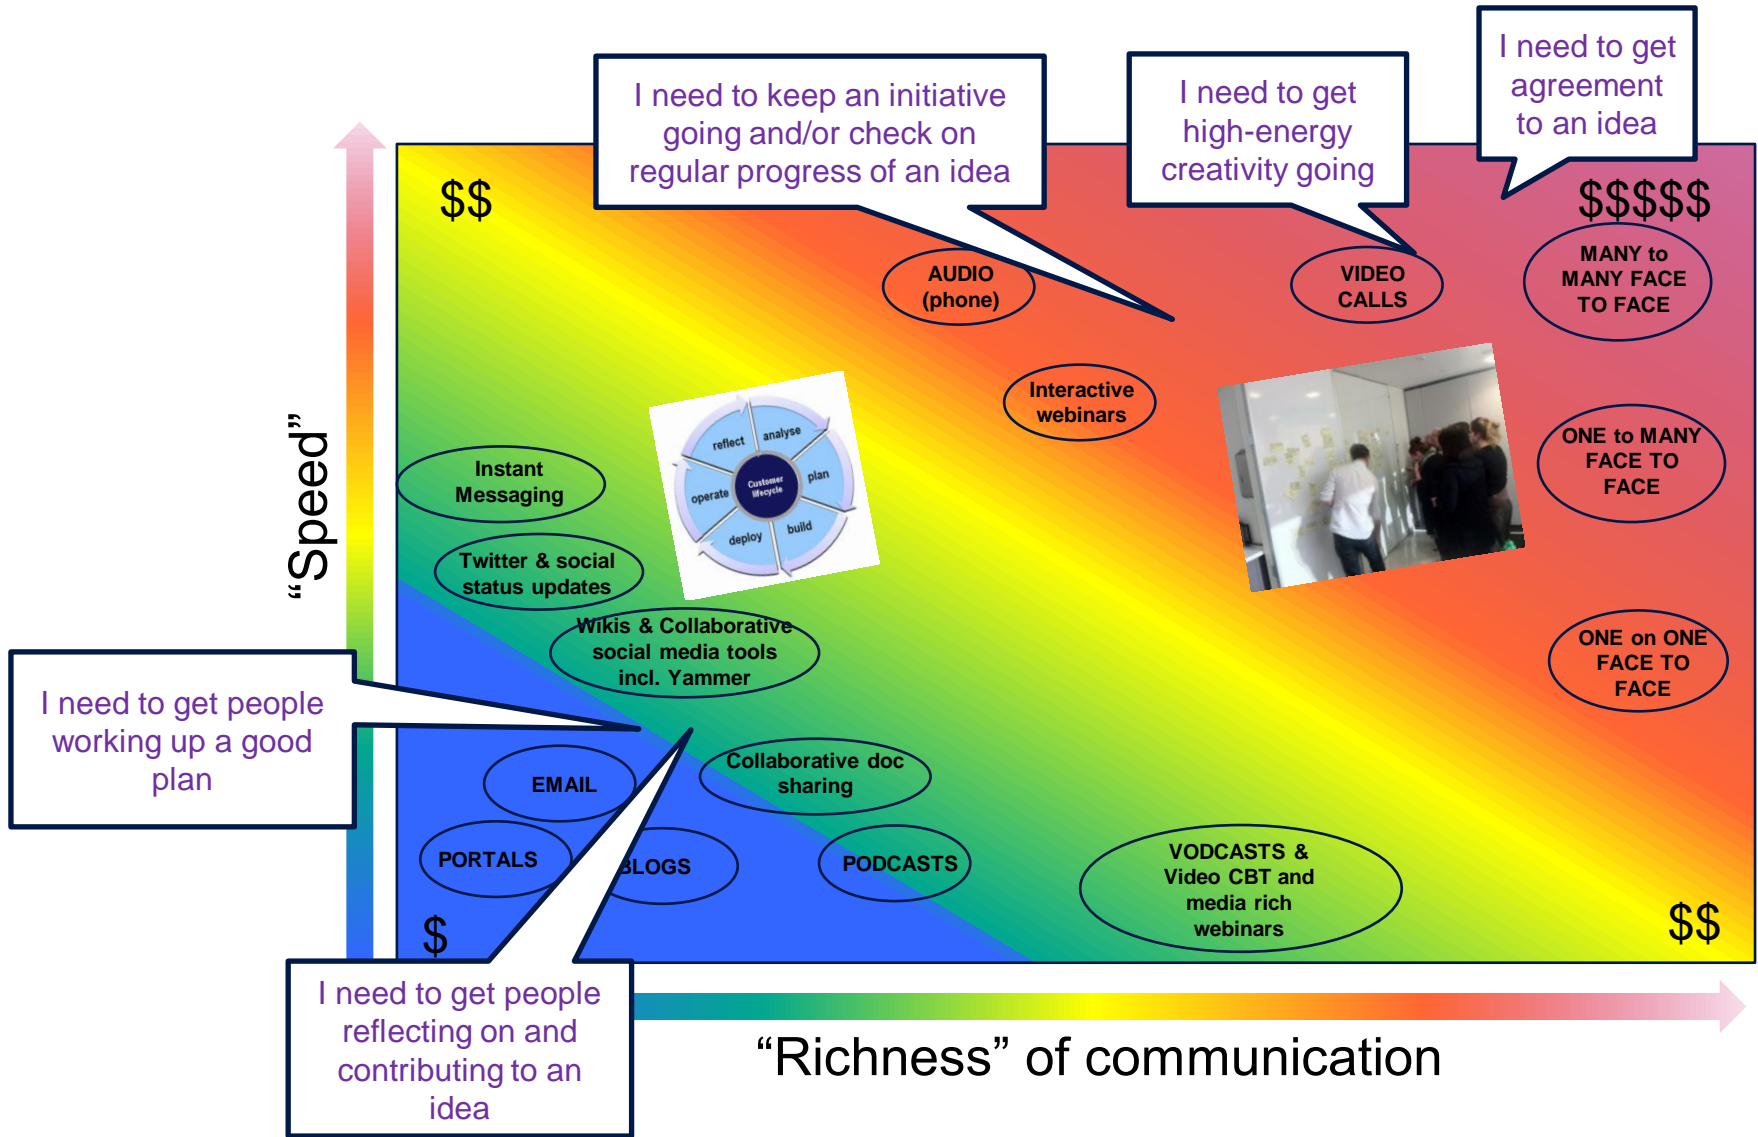 I need to keep an initiative
going and/or check on
regular progress of an idea
I need to get
high-energy
creativity going
I need to get
agreement
to an idea
$$
$$$$$
AUDIO
(phone)
VIDEO
CALLS
MANY to
MANY FACE
TO FACE
Interactive
webinars
reflect
analyse
plan
build
deploy
operate
Customer
lifecycle
ONE to MANY
FACE TO
FACE
Instant
Messaging
“Speed”
Twitter & social
status updates
Wikis & Collaborative
social media tools
incl. Yammer
ONE on ONE
FACE TO
FACE
I need to get people
working up a good
plan
EMAIL
Collaborative doc
sharing
PORTALS
BLOGS
PODCASTS
VODCASTS &
Video CBT and
media rich
webinars
$
$$
I need to get people
reflecting on and
contributing to an
idea
“Richness” of communication